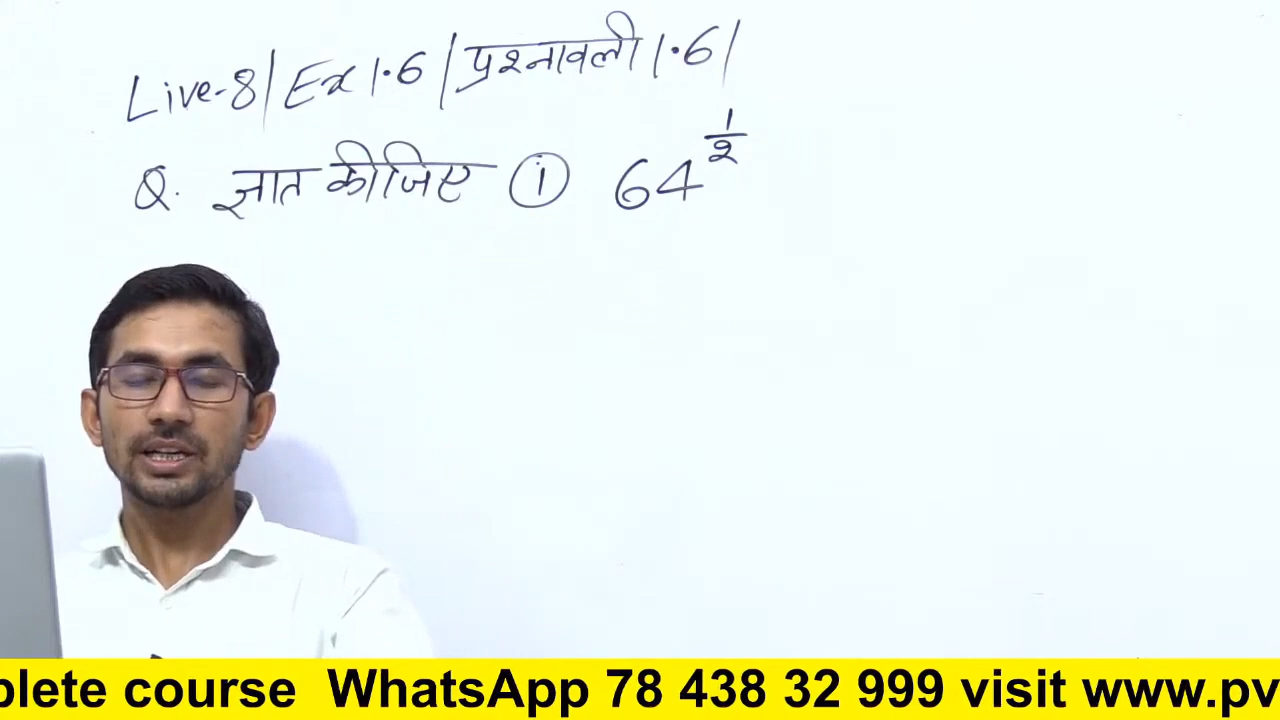 Live-8| Ex 1.6 | प्रश्नावली 1.6 |
Q. ज्ञात कीजिए (i) 64^(1/2)
plete course WhatsApp 78 438 32 999 visit www.pv